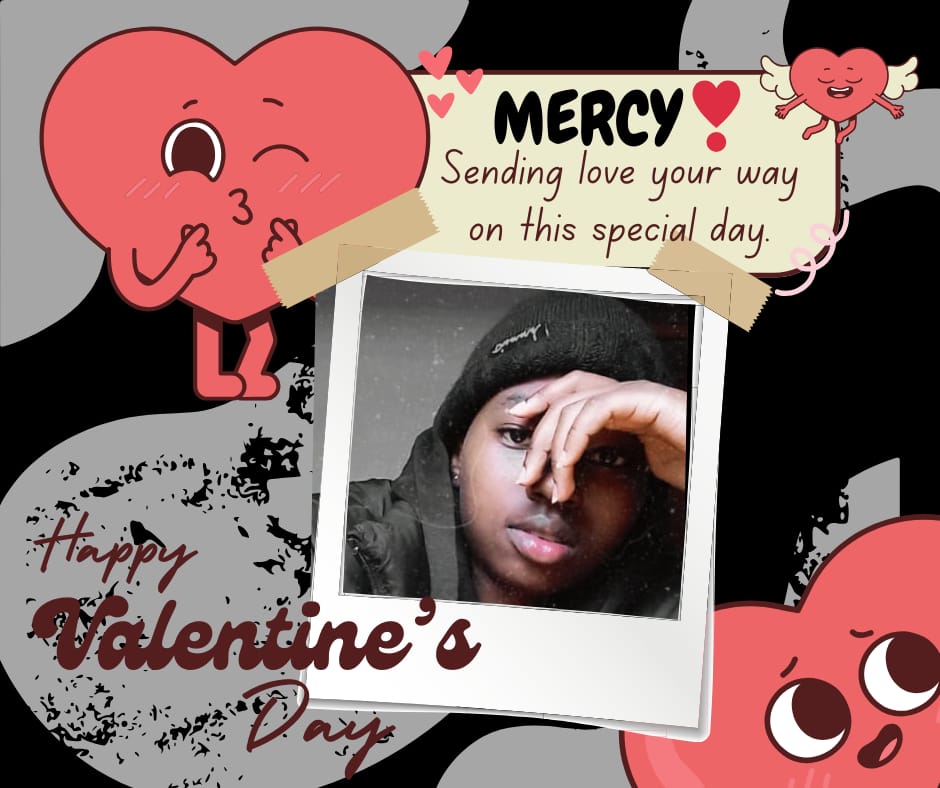 MERCY❣
Sending love your way
on this special day.
Happy
Valentine's
Day